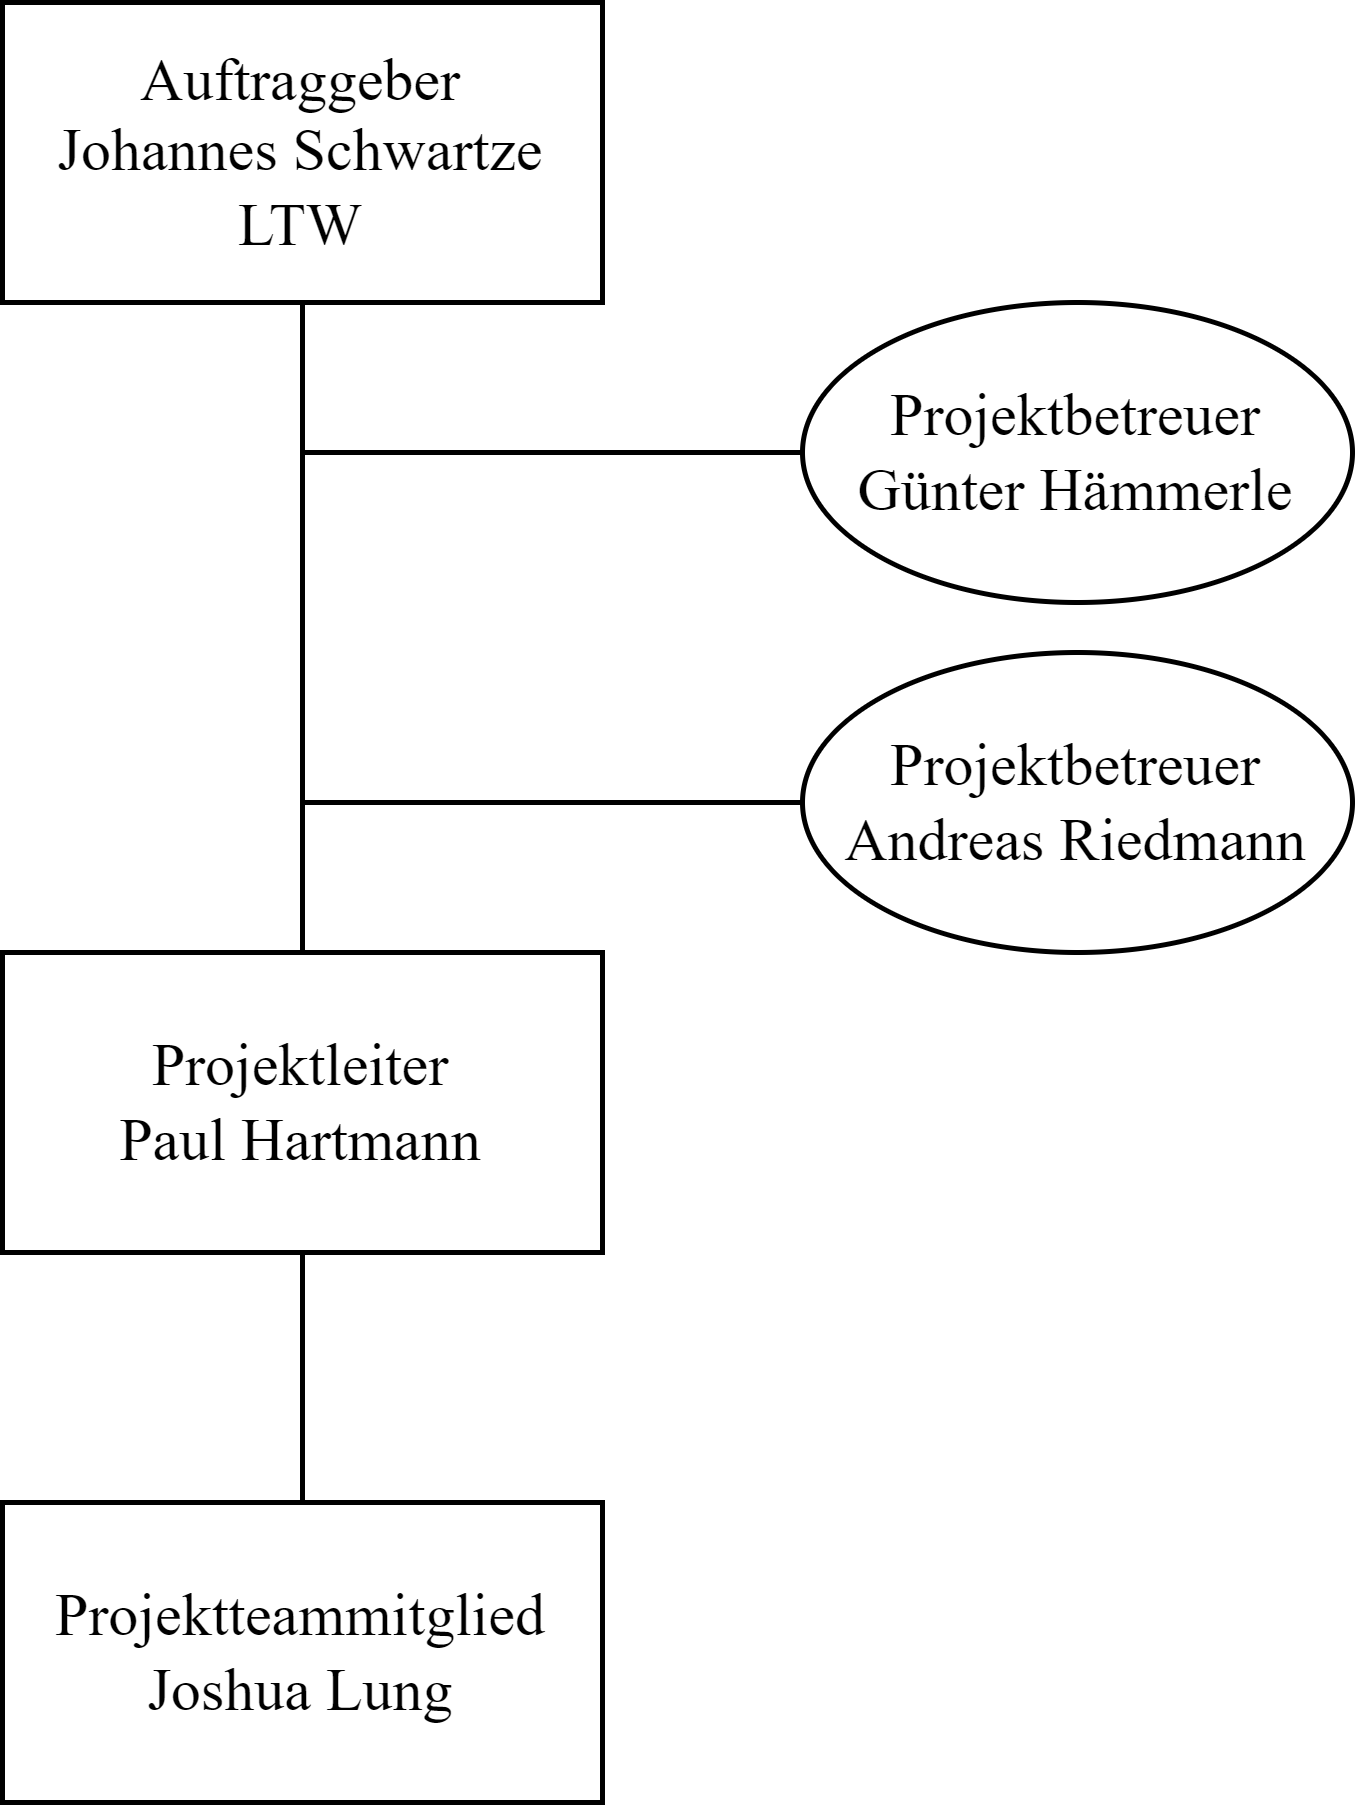 Auftraggeber
Johannes Schwartze
LTW
Projektbetreuer
Günter Hämmerle
Projektbetreuer
Andreas Riedmann
Projektleiter
Paul Hartmann
Projektteammitglied
Joshua Lung